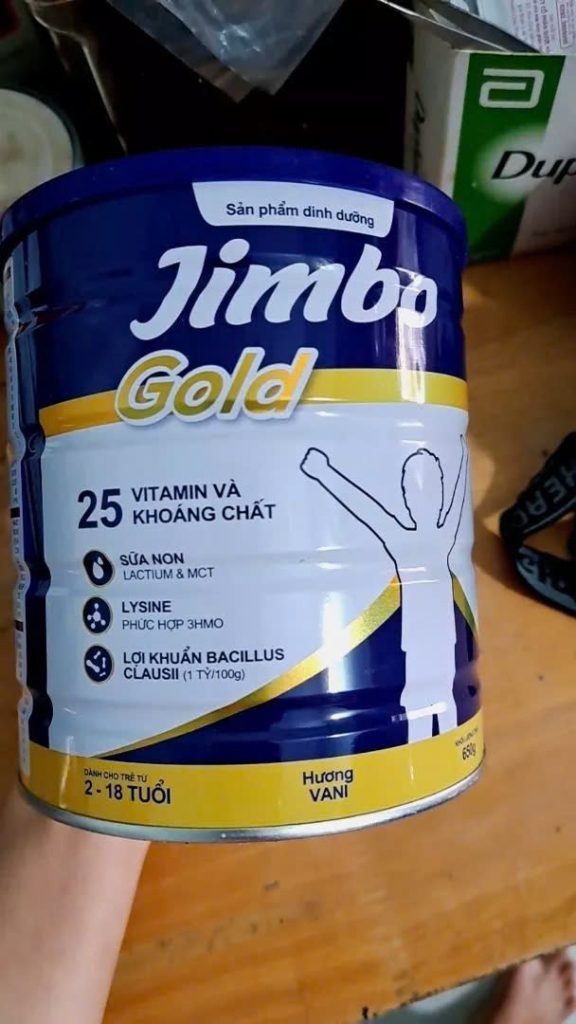 Sản phẩm dinh dưỡng
Jimbo
Gold
25 VITAMIN VÀ
KHOÁNG CHẤT
SỮA NON
LACTIUM & MCT
LYSINE
PHỨC HỢP 3HMO
LỢI KHUẨN BACILLUS
CLAUSII (1 TỶ/100g)
DÀNH CHO TRẺ TỪ
2 - 18 TUỔI
Hương
VANI
650g
Dup